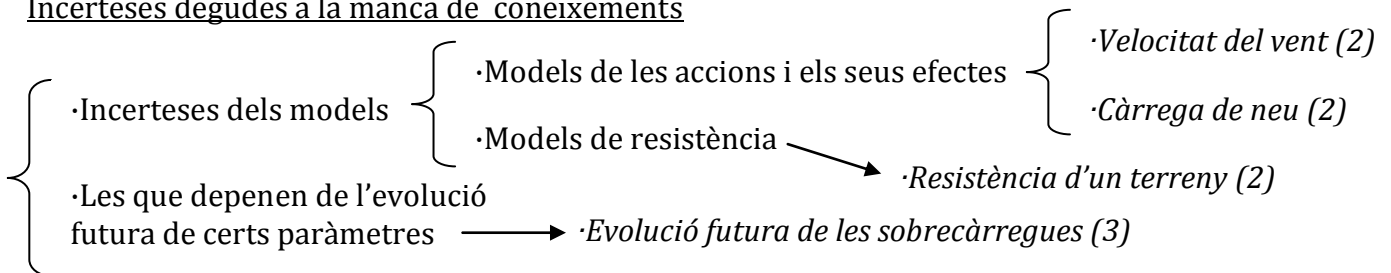 Incerteses degudes a la manca de coneixements
·Velocitat del vent (2)
·Models de les accions i els seus efectes
·Incerteses dels models
·Càrrega de neu (2)
·Models de resistència
·Resistència d’un terreny (2)
·Les que depenen de l’evolució
futura de certs paràmetres
·Evolució futura de les sobrecàrregues (3)